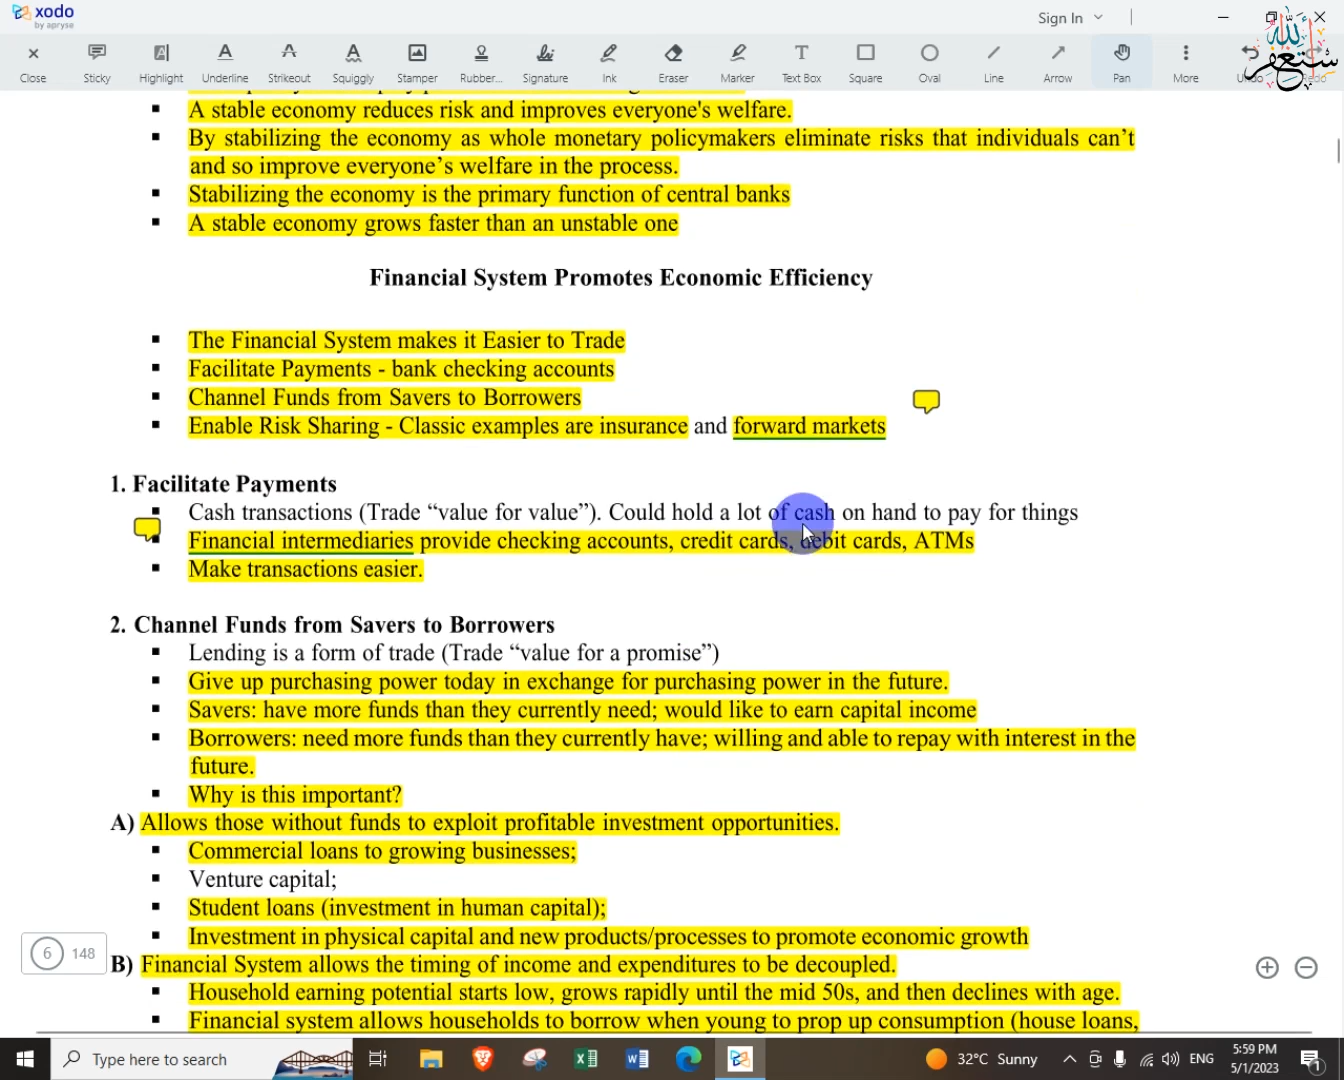 xodo
by apryse
Sign In
Close
Sticky
Highlight
Underline
Strikeout
Squiggly
Stamper
Rubber...
Signature
Ink
Eraser
Marker
Text Box
Square
Oval
Line
Arrow
Pan
More
▪ A stable economy reduces risk and improves everyone's welfare.
▪ By stabilizing the economy as whole monetary policymakers eliminate risks that individuals can’t
and so improve everyone’s welfare in the process.
▪ Stabilizing the economy is the primary function of central banks
▪ A stable economy grows faster than an unstable one
Financial System Promotes Economic Efficiency
▪ The Financial System makes it Easier to Trade
▪ Facilitate Payments - bank checking accounts
▪ Channel Funds from Savers to Borrowers
▪ Enable Risk Sharing - Classic examples are insurance and forward markets
1. Facilitate Payments
▪ Cash transactions (Trade “value for value”). Could hold a lot of cash on hand to pay for things
▪ Financial intermediaries provide checking accounts, credit cards, debit cards, ATMs
▪ Make transactions easier.
2. Channel Funds from Savers to Borrowers
▪ Lending is a form of trade (Trade “value for a promise”)
▪ Give up purchasing power today in exchange for purchasing power in the future.
▪ Savers: have more funds than they currently need; would like to earn capital income
▪ Borrowers: need more funds than they currently have; willing and able to repay with interest in the
future.
▪ Why is this important?
A) Allows those without funds to exploit profitable investment opportunities.
▪ Commercial loans to growing businesses;
▪ Venture capital;
▪ Student loans (investment in human capital);
▪ Investment in physical capital and new products/processes to promote economic growth
6 148
B) Financial System allows the timing of income and expenditures to be decoupled.
▪ Household earning potential starts low, grows rapidly until the mid 50s, and then declines with age.
▪ Financial system allows households to borrow when young to prop up consumption (house loans,
Type here to search
32°C Sunny
ENG
5:59 PM
5/1/2023
1